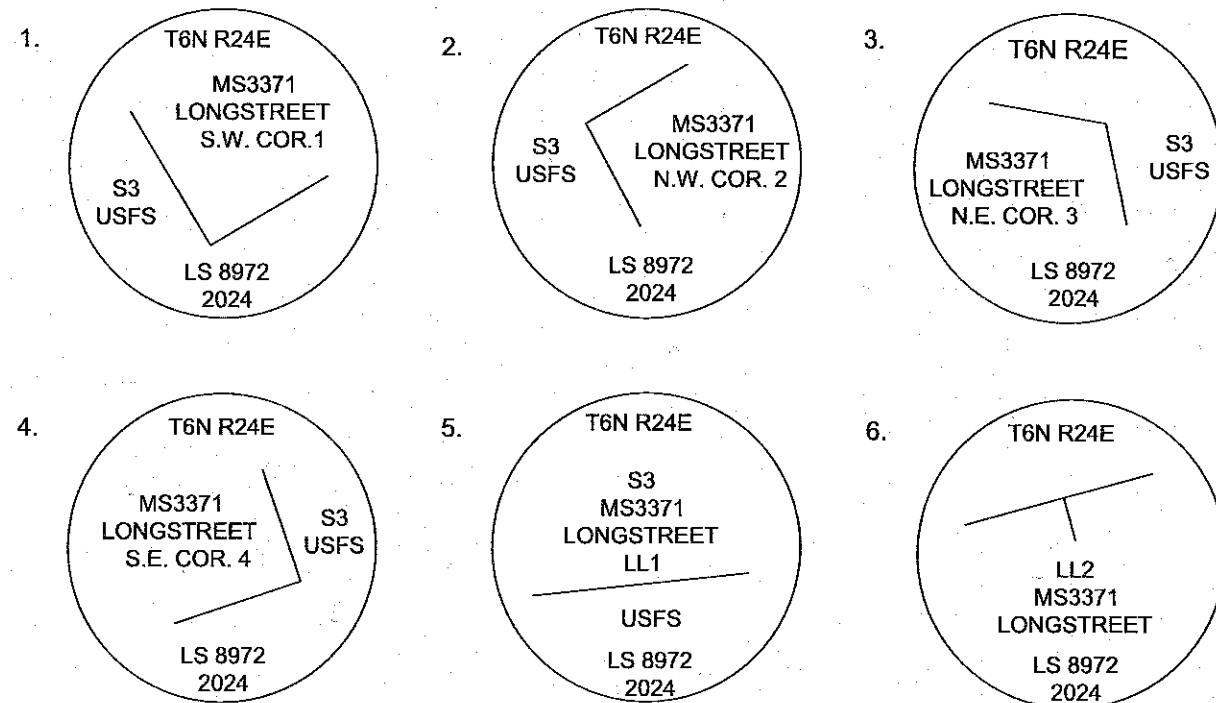 1.
T6N R24E
MS3371
LONGSTREET
S.W. COR.1
S3
USFS
LS 8972
2024
2.
T6N R24E
S3
USFS
MS3371
LONGSTREET
N.W. COR. 2
LS 8972
2024
3.
T6N R24E
MS3371
LONGSTREET
N.E. COR. 3
S3
USFS
LS 8972
2024
4.
T6N R24E
MS3371
LONGSTREET
S.E. COR. 4
S3
USFS
LS 8972
2024
5.
T6N R24E
S3
MS3371
LONGSTREET
LL1
USFS
LS 8972
2024
6.
T6N R24E
LL2
MS3371
LONGSTREET
LS 8972
2024